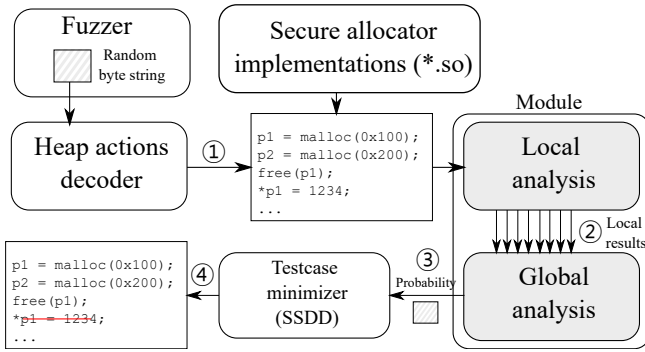 Fuzzer
Random
byte string
Secure allocator
implementations (*.so)
Module
Heap actions
decoder
①
p1 = malloc(0x100);
p2 = malloc(0x200);
free(p1);
*p1 = 1234;
...
Local
analysis
② Local
results
Global
analysis
③
Probability
Testcase
minimizer
(SSDD)
④
p1 = malloc(0x100);
p2 = malloc(0x200);
free(p1);
*p1 = 1234;
...